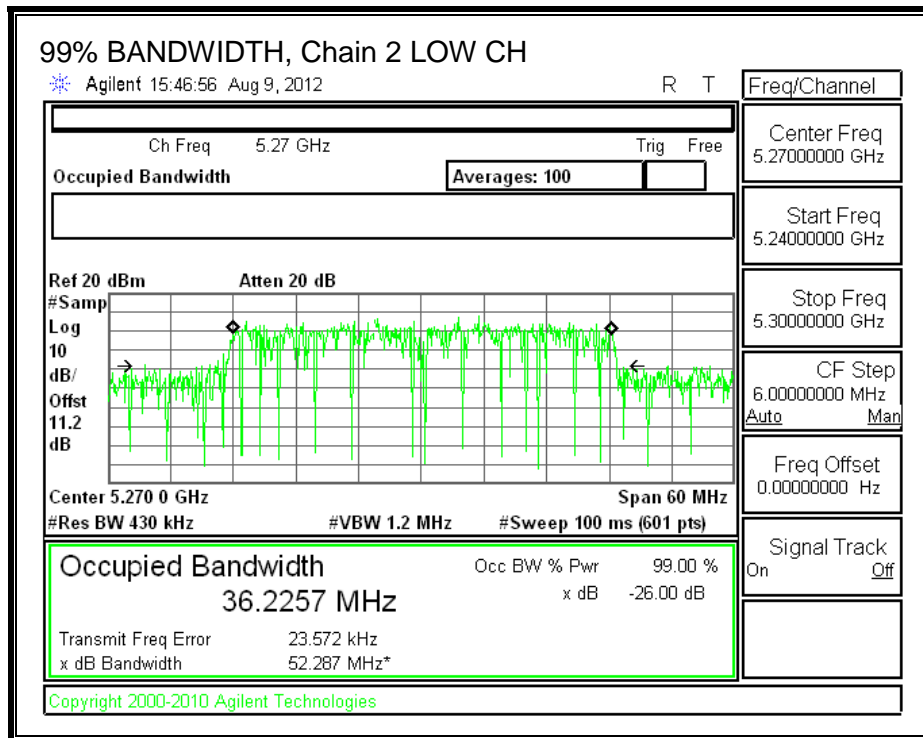 99% BANDWIDTH, Chain 2 LOW CH
Agilent 15:46:56 Aug 9, 2012 R T
Ch Freq 5.27 GHz Trig Free
Occupied Bandwidth Averages: 100
Ref 20 dBm Atten 20 dB
#Samp
Log
10
dB/
Offst
11.2
dB
Center 5.270 0 GHz Span 60 MHz
#Res BW 430 kHz #VBW 1.2 MHz #Sweep 100 ms (601 pts)
Occupied Bandwidth Occ BW % Pwr 99.00 %
36.2257 MHz x dB -26.00 dB
Transmit Freq Error 23.572 kHz
x dB Bandwidth 52.287 MHz*
Copyright 2000-2010 Agilent Technologies
Freq/Channel
Center Freq
5.27000000 GHz
Start Freq
5.24000000 GHz
Stop Freq
5.30000000 GHz
CF Step
6.00000000 MHz
Auto Man
Freq Offset
0.00000000 Hz
Signal Track
On Off